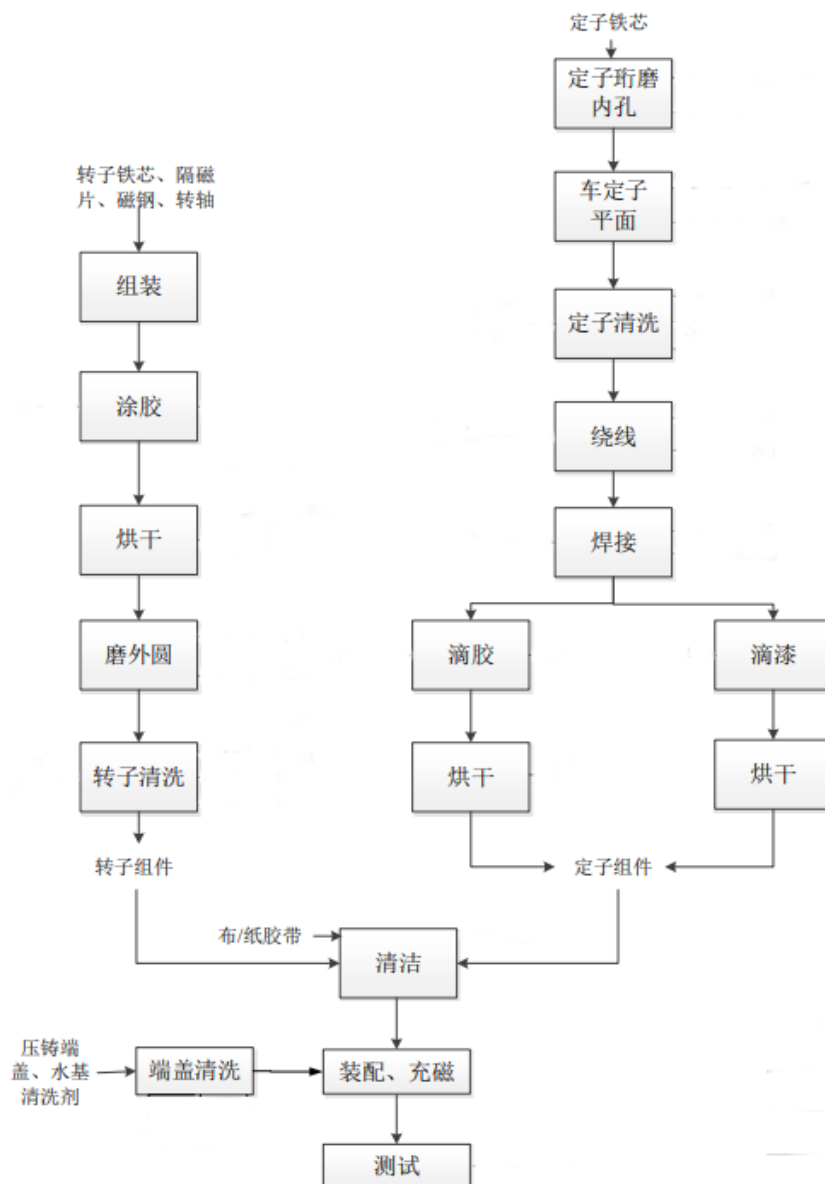 定子铁芯
定子珩磨
内孔
车定子
平面
定子清洗
绕线
焊接
滴胶
滴漆
烘干
烘干
定子组件
转子铁芯、隔磁
片、磁钢、转轴
组装
涂胶
烘干
磨外圆
转子清洗
转子组件
布/纸胶带
清洁
压铸端
盖、水基
清洗剂
端盖清洗
装配、充磁
测试